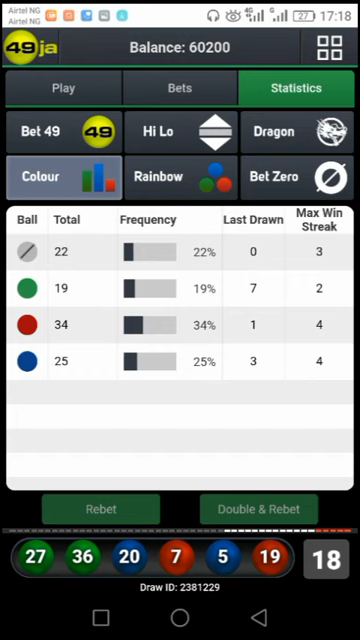 Airtel NG
Airtel NG
4G
G
27
17:18
49ja
Balance: 60200
Play
Bets
Statistics
Bet 49
49
Hi Lo
Dragon
Colour
Rainbow
Bet Zero
Ball Total Frequency Last Drawn Max Win Streak
22 22% 0 3
19 19% 7 2
34 34% 1 4
25 25% 3 4
Rebet
Double & Rebet
27 36 20 7 5 19 18
Draw ID: 2381229